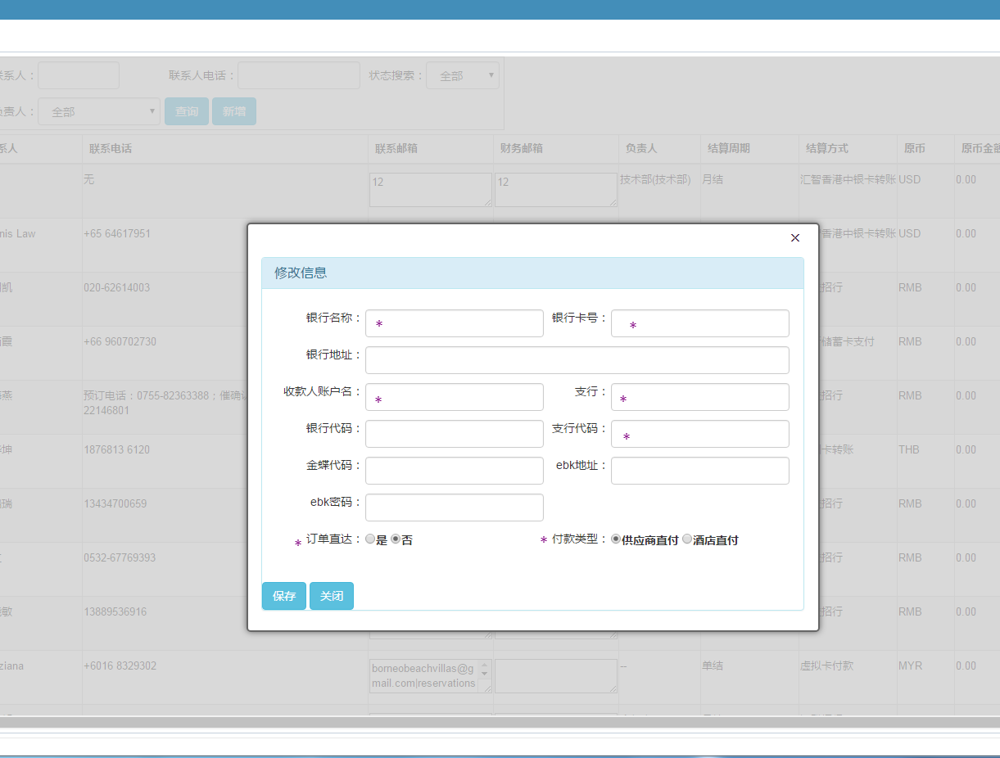 联系人： 联系人电话： 状态搜索： 全部
负责人： 全部 查询 新增
系人 联系电话 联系邮箱 财务邮箱 负责人 结算周期 结算方式 原币 原币金额
无 12 12 技术部(技术部) 月结 汇智香港中银卡转账 USD 0.00
nis Law +65 64617951 香港中银卡转账 USD 0.00
×
修改信息
凯 020-62614003 招行 RMB 0.00
银行名称： * 银行卡号： *
霞 +66 960702730 储蓄卡支付 RMB 0.00
银行地址：
燕 预订电话：0755-82363388；催确认 招行 RMB 0.00
22146801
收款人账户名： * 支行： *
银行代码： 支行代码： *
坤 1876813 6120 卡转账 THB 0.00
金蝶代码： ebk地址：
瑞 13434700659 招行 RMB 0.00
ebk密码：
* 订单直达： 是 否 * 付款类型： 供应商直付 酒店直付
0532-67769393 招行 RMB 0.00
保存 关闭
敏 13889536916 招行 RMB 0.00
ziana +6016 8329302 borneobeachvillas@g -- 单结 虚拟卡付款 MYR 0.00
mail.com|reservations